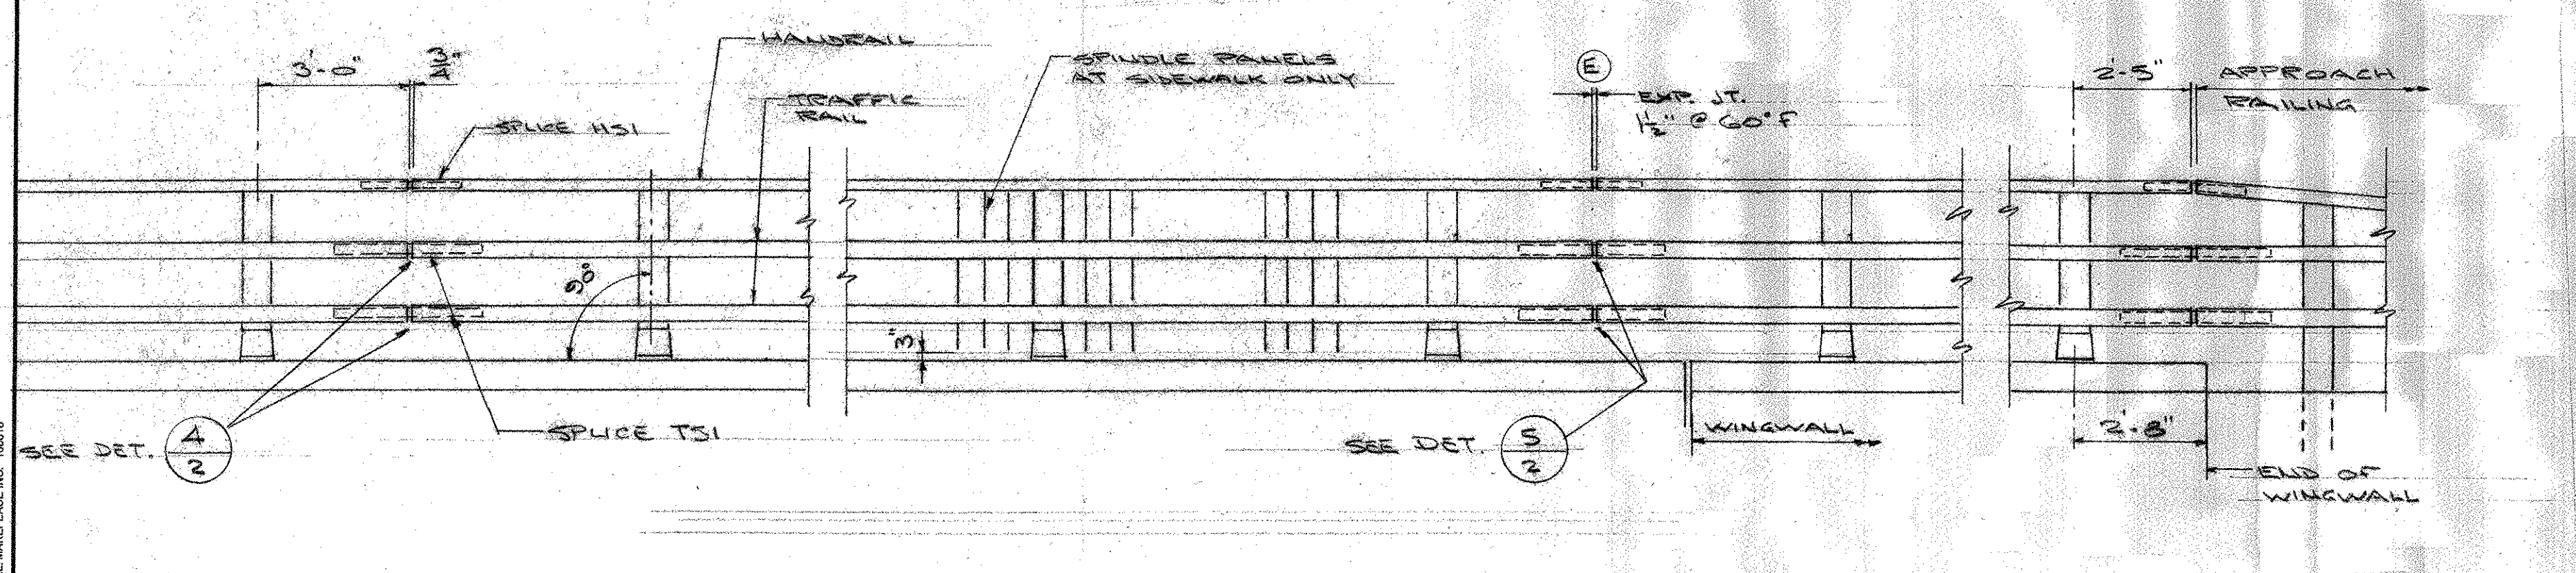 3'-0"
3/4"
HANDRAIL
SPINDLE PANELS
AT SIDEWALK ONLY
TRAFFIC
RAIL
SPLICE HS1
E
EXP. JT.
1 1/2" @ 60° F
2'-5"
APPROACH
RAILING
90°
3"
SEE DET.
4
2
SPLICE TS1
SEE DET.
5
2
WINGWALL
2'-8"
END OF
WINGWALL